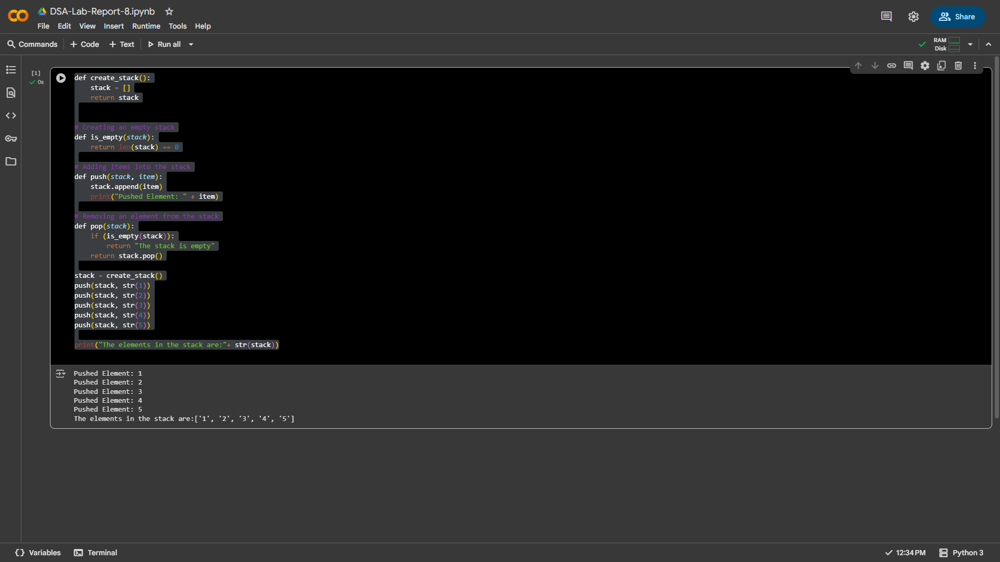 DSA-Lab-Report-8.ipynb
File Edit View Insert Runtime Tools Help
Share
Commands
Code
Text
Run all
RAM
Disk
[1]
0s
def create_stack():
    stack = []
    return stack
# Creating an empty stack
def is_empty(stack):
    return len(stack) == 0
# Adding items into the stack
def push(stack, item):
    stack.append(item)
    print("Pushed Element: " + item)
# Removing an element from the stack
def pop(stack):
    if (is_empty(stack)):
        return "The stack is empty"
    return stack.pop()
stack = create_stack()
push(stack, str(1))
push(stack, str(2))
push(stack, str(3))
push(stack, str(4))
push(stack, str(5))
print("The elements in the stack are:"+ str(stack))
Pushed Element: 1
Pushed Element: 2
Pushed Element: 3
Pushed Element: 4
Pushed Element: 5
The elements in the stack are:['1', '2', '3', '4', '5']
Variables
Terminal
12:34 PM
Python 3